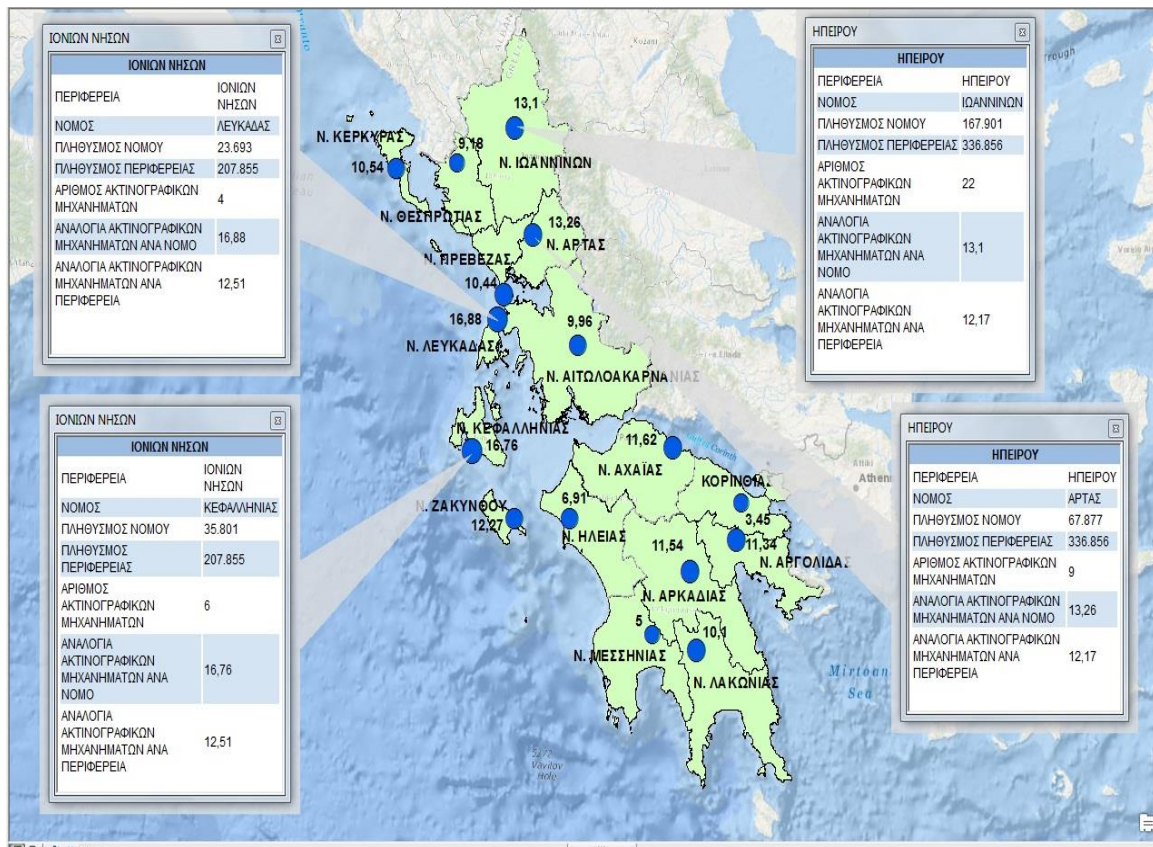 ΙΟΝΙΩΝ ΝΗΣΩΝ
ΙΟΝΙΩΝ ΝΗΣΩΝ
ΠΕΡΙΦΕΡΕΙΑ ΙΟΝΙΩΝ ΝΗΣΩΝ
ΝΟΜΟΣ ΛΕΥΚΑΔΑΣ
ΠΛΗΘΥΣΜΟΣ ΝΟΜΟΥ 23.693
ΠΛΗΘΥΣΜΟΣ ΠΕΡΙΦΕΡΕΙΑΣ 207.855
ΑΡΙΘΜΟΣ ΑΚΤΙΝΟΓΡΑΦΙΚΩΝ
ΜΗΧΑΝΗΜΑΤΩΝ 4
ΑΝΑΛΟΓΙΑ ΑΚΤΙΝΟΓΡΑΦΙΚΩΝ
ΜΗΧΑΝΗΜΑΤΩΝ ΑΝΑ ΝΟΜΟ 16,88
ΑΝΑΛΟΓΙΑ ΑΚΤΙΝΟΓΡΑΦΙΚΩΝ
ΜΗΧΑΝΗΜΑΤΩΝ ΑΝΑ
ΠΕΡΙΦΕΡΕΙΑ 12,51
ΗΠΕΙΡΟΥ
ΗΠΕΙΡΟΥ
ΠΕΡΙΦΕΡΕΙΑ ΗΠΕΙΡΟΥ
ΝΟΜΟΣ ΙΩΑΝΝΙΝΩΝ
ΠΛΗΘΥΣΜΟΣ ΝΟΜΟΥ 167.901
ΠΛΗΘΥΣΜΟΣ ΠΕΡΙΦΕΡΕΙΑΣ 336.856
ΑΡΙΘΜΟΣ
ΑΚΤΙΝΟΓΡΑΦΙΚΩΝ
ΜΗΧΑΝΗΜΑΤΩΝ 22
ΑΝΑΛΟΓΙΑ
ΑΚΤΙΝΟΓΡΑΦΙΚΩΝ
ΜΗΧΑΝΗΜΑΤΩΝ ΑΝΑ
ΝΟΜΟ 13,1
ΑΝΑΛΟΓΙΑ
ΑΚΤΙΝΟΓΡΑΦΙΚΩΝ
ΜΗΧΑΝΗΜΑΤΩΝ ΑΝΑ
ΠΕΡΙΦΕΡΕΙΑ 12,17
ΙΟΝΙΩΝ ΝΗΣΩΝ
ΙΟΝΙΩΝ ΝΗΣΩΝ
ΠΕΡΙΦΕΡΕΙΑ ΙΟΝΙΩΝ ΝΗΣΩΝ
ΝΟΜΟΣ ΚΕΦΑΛΛΗΝΙΑΣ
ΠΛΗΘΥΣΜΟΣ ΝΟΜΟΥ 35.801
ΠΛΗΘΥΣΜΟΣ
ΠΕΡΙΦΕΡΕΙΑΣ 207.855
ΑΡΙΘΜΟΣ
ΑΚΤΙΝΟΓΡΑΦΙΚΩΝ
ΜΗΧΑΝΗΜΑΤΩΝ 6
ΑΝΑΛΟΓΙΑ
ΑΚΤΙΝΟΓΡΑΦΙΚΩΝ
ΜΗΧΑΝΗΜΑΤΩΝ ΑΝΑ
ΝΟΜΟ 16,76
ΑΝΑΛΟΓΙΑ
ΑΚΤΙΝΟΓΡΑΦΙΚΩΝ
ΜΗΧΑΝΗΜΑΤΩΝ ΑΝΑ
ΠΕΡΙΦΕΡΕΙΑ 12,51
ΗΠΕΙΡΟΥ
ΗΠΕΙΡΟΥ
ΠΕΡΙΦΕΡΕΙΑ ΗΠΕΙΡΟΥ
ΝΟΜΟΣ ΑΡΤΑΣ
ΠΛΗΘΥΣΜΟΣ ΝΟΜΟΥ 67.877
ΠΛΗΘΥΣΜΟΣ ΠΕΡΙΦΕΡΕΙΑΣ 336.856
ΑΡΙΘΜΟΣ ΑΚΤΙΝΟΓΡΑΦΙΚΩΝ
ΜΗΧΑΝΗΜΑΤΩΝ 9
ΑΝΑΛΟΓΙΑ ΑΚΤΙΝΟΓΡΑΦΙΚΩΝ
ΜΗΧΑΝΗΜΑΤΩΝ ΑΝΑ ΝΟΜΟ 13,26
ΑΝΑΛΟΓΙΑ ΑΚΤΙΝΟΓΡΑΦΙΚΩΝ
ΜΗΧΑΝΗΜΑΤΩΝ ΑΝΑ
ΠΕΡΙΦΕΡΕΙΑ 12,17
13,1
Ν. ΚΕΡΚΥΡΑΣ
9,18
10,54
Ν. ΙΩΑΝΝΙΝΩΝ
Ν. ΘΕΣΠΡΩΤΙΑΣ
13,26
Ν. ΑΡΤΑΣ
Ν. ΠΡΕΒΕΖΑΣ
10,44
16,88
9,96
Ν. ΛΕΥΚΑΔΑΣ
Ν. ΑΙΤΩΛΟΑΚΑΡΝΑΝΙΑΣ
Ν. ΚΕΦΑΛΛΗΝΙΑΣ
16,76
11,62
Ν. ΑΧΑΪΑΣ
ΚΟΡΙΝΘΙΑΣ
6,91
Ν. ΖΑΚΥΝΘΟΥ
12,27
3,45
Ν. ΗΛΕΙΑΣ
11,54
11,34
Ν. ΑΡΓΟΛΙΔΑΣ
Ν. ΑΡΚΑΔΙΑΣ
5
10,1
Ν. ΜΕΣΣΗΝΙΑΣ
Ν. ΛΑΚΩΝΙΑΣ
Kozani
Gulf of Corinth
Athen
Mirtoan
Sea
Vavilov
Hole